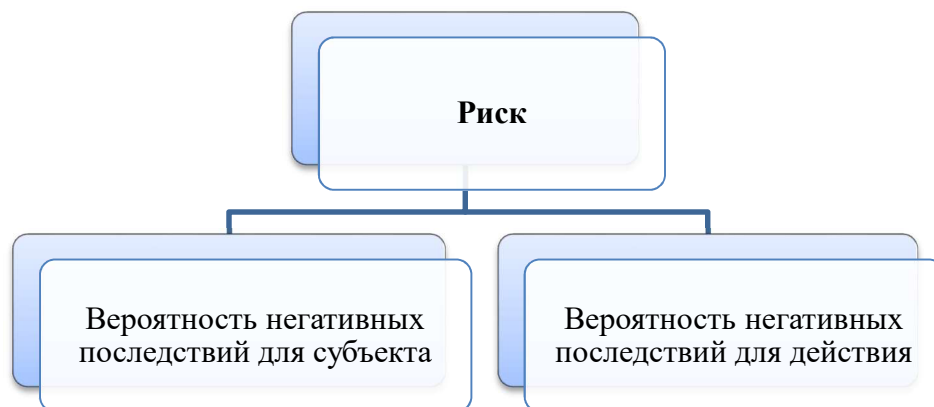 Риск
Вероятность негативных
последствий для субъекта
Вероятность негативных
последствий для действия